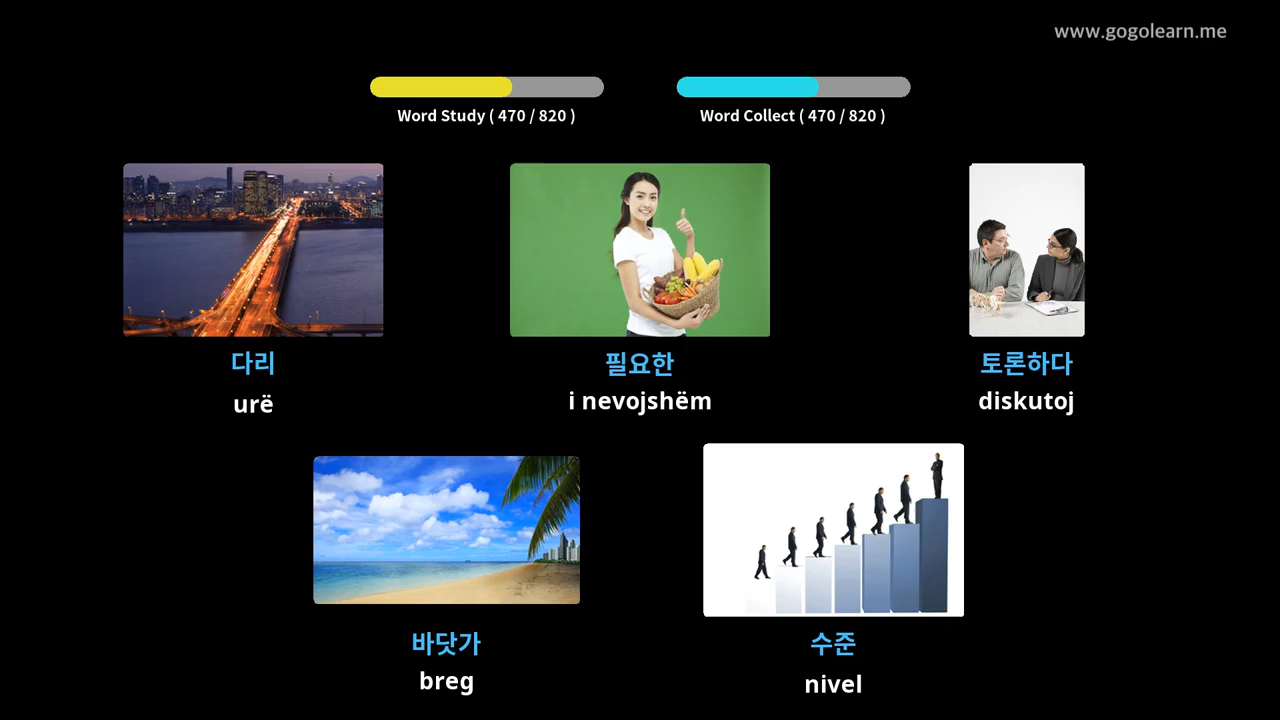 www.gogolearn.me
Word Study ( 470 / 820 )
Word Collect ( 470 / 820 )
다리
urë
필요한
i nevojshëm
토론하다
diskutoj
바닷가
breg
수준
nivel